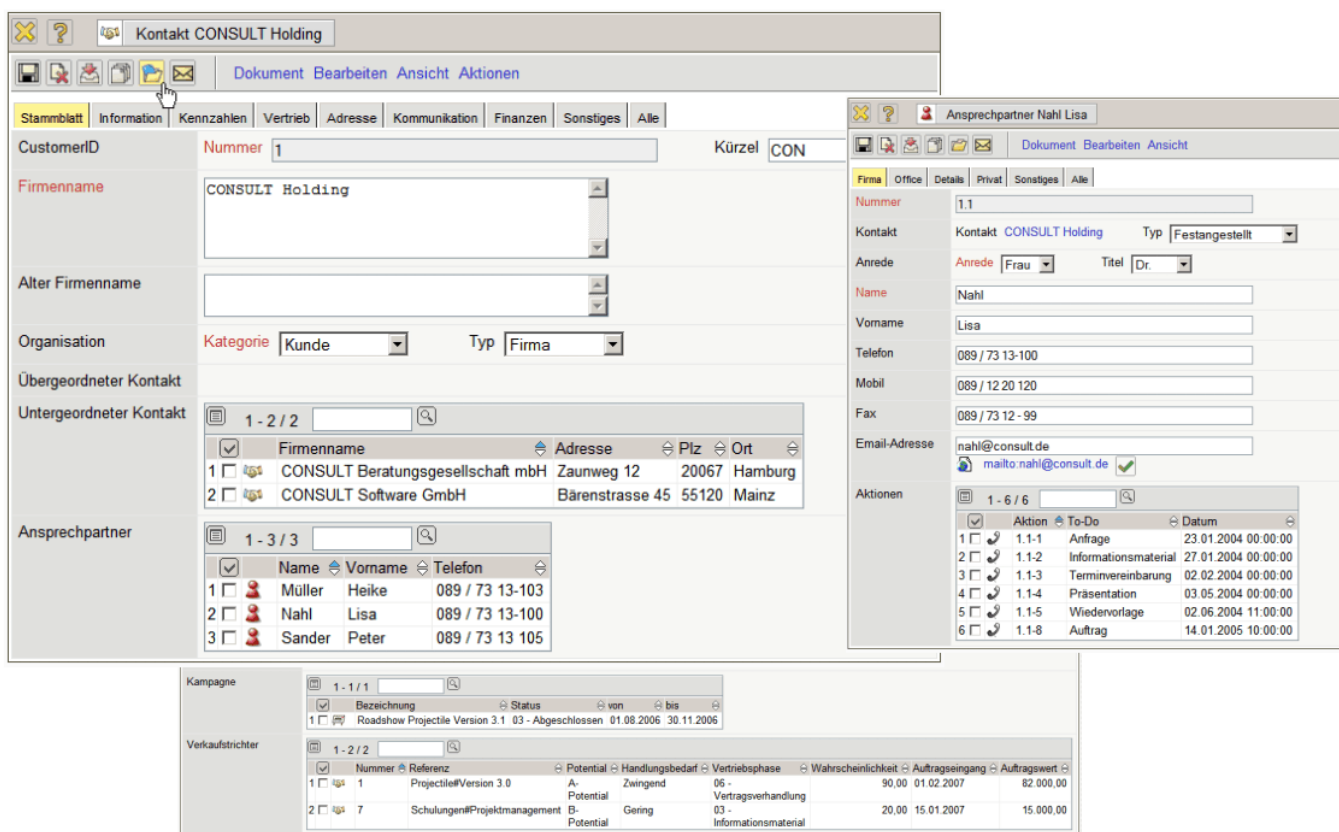 Kontakt CONSULT Holding
Dokument Bearbeiten Ansicht Aktionen
Stammblatt Information Kennzahlen Vertrieb Adresse Kommunikation Finanzen Sonstiges Alle
CustomerID Nummer 1 Kürzel CON
Firmenname CONSULT Holding
Alter Firmenname
Organisation Kategorie Kunde Typ Firma
Übergeordneter Kontakt
Untergeordneter Kontakt 1 - 2 / 2
Firmenname Adresse Plz Ort
1 CONSULT Beratungsgesellschaft mbH Zaunweg 12 20067 Hamburg
2 CONSULT Software GmbH Bärenstrasse 45 55120 Mainz
Ansprechpartner 1 - 3 / 3
Name Vorname Telefon
1 Müller Heike 089 / 73 13-103
2 Nahl Lisa 089 / 73 13-100
3 Sander Peter 089 / 73 13 105
Ansprechpartner Nahl Lisa
Dokument Bearbeiten Ansicht
Firma Office Details Privat Sonstiges Alle
Nummer 1.1
Kontakt Kontakt CONSULT Holding Typ Festangestellt
Anrede Anrede Frau Titel Dr.
Name Nahl
Vorname Lisa
Telefon 089 / 73 13-100
Mobil 089 / 12 20 120
Fax 089 / 73 12 - 99
Email-Adresse nahl@consult.de
mailto:nahl@consult.de
Aktionen 1 - 6 / 6
Aktion To-Do Datum
1 1.1-1 Anfrage 23.01.2004 00:00:00
2 1.1-2 Informationsmaterial 27.01.2004 00:00:00
3 1.1-3 Terminvereinbarung 02.02.2004 00:00:00
4 1.1-4 Präsentation 03.05.2004 00:00:00
5 1.1-5 Wiedervorlage 02.06.2004 11:00:00
6 1.1-8 Auftrag 14.01.2005 10:00:00
Kampagne 1 - 1 / 1
Bezeichnung Status von bis
1 Roadshow Projectile Version 3.1 03 - Abgeschlossen 01.08.2006 30.11.2006
Verkaufstrichter 1 - 2 / 2
Nummer Referenz Potential Handlungsbedarf Vertriebsphase Wahrscheinlichkeit Auftragseingang Auftragswert
1 1 Projectile#Version 3.0 A- Zwingend 06 - 90,00 01.02.2007 82.000,00
Potential Vertragsverhandlung
2 7 Schulungen#Projektmanagement B- Gering 03 - 20,00 15.01.2007 15.000,00
Potential Informationsmaterial